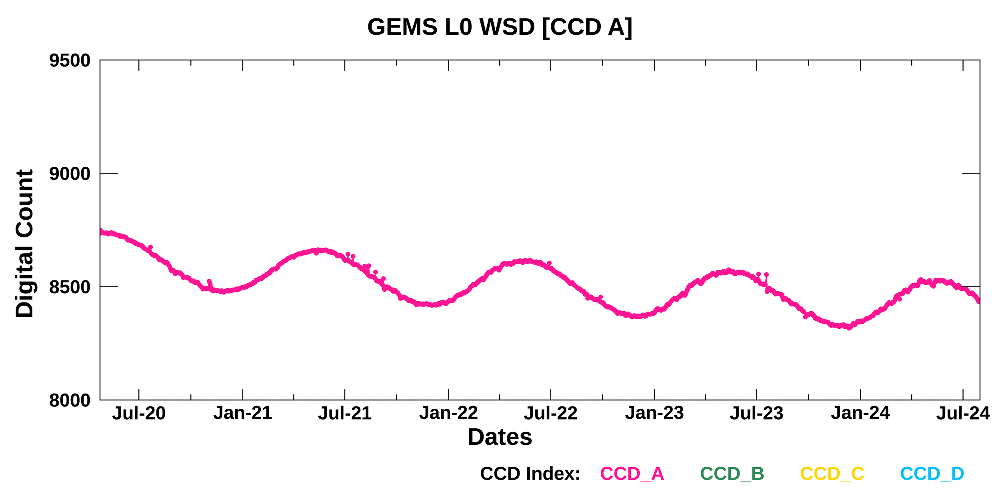 GEMS L0 WSD [CCD A]
9500
9000
8500
8000
Digital Count
Jul-20 Jan-21 Jul-21 Jan-22 Jul-22 Jan-23 Jul-23 Jan-24 Jul-24
Dates
CCD Index: CCD_A CCD_B CCD_C CCD_D